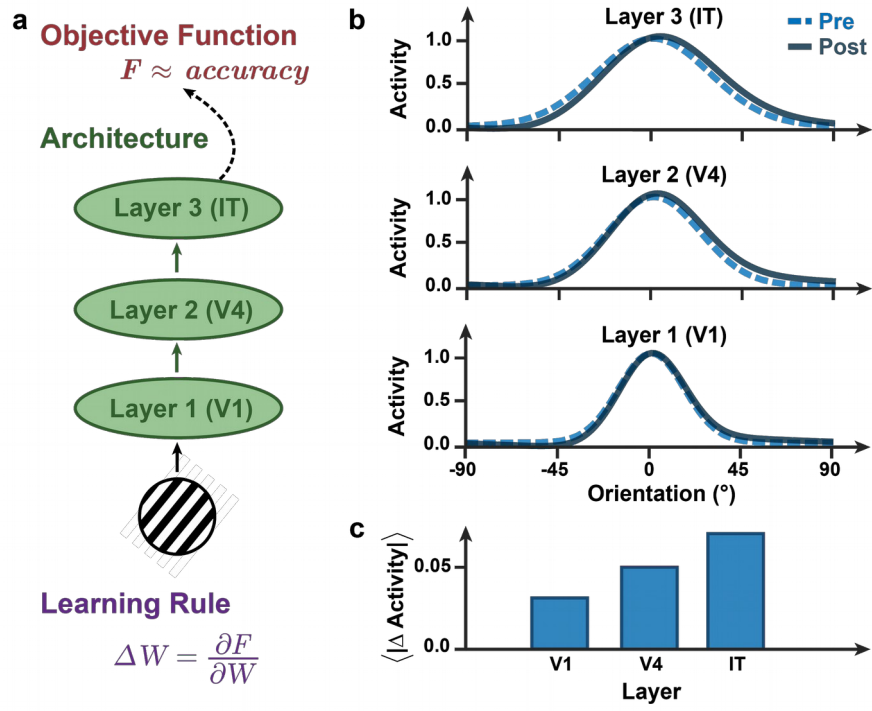 a
Objective Function
F ≈ accuracy
Architecture
Layer 3 (IT)
Layer 2 (V4)
Layer 1 (V1)
Learning Rule
ΔW = ∂F/∂W
b
Layer 3 (IT)
Pre
Post
Activity
1.0
0.5
0.0
Layer 2 (V4)
Activity
1.0
0.5
0.0
Layer 1 (V1)
Activity
1.0
0.5
0.0
-90 -45 0 45 90
Orientation (°)
c
⟨|Δ Activity|⟩
0.05
0.0
V1 V4 IT
Layer